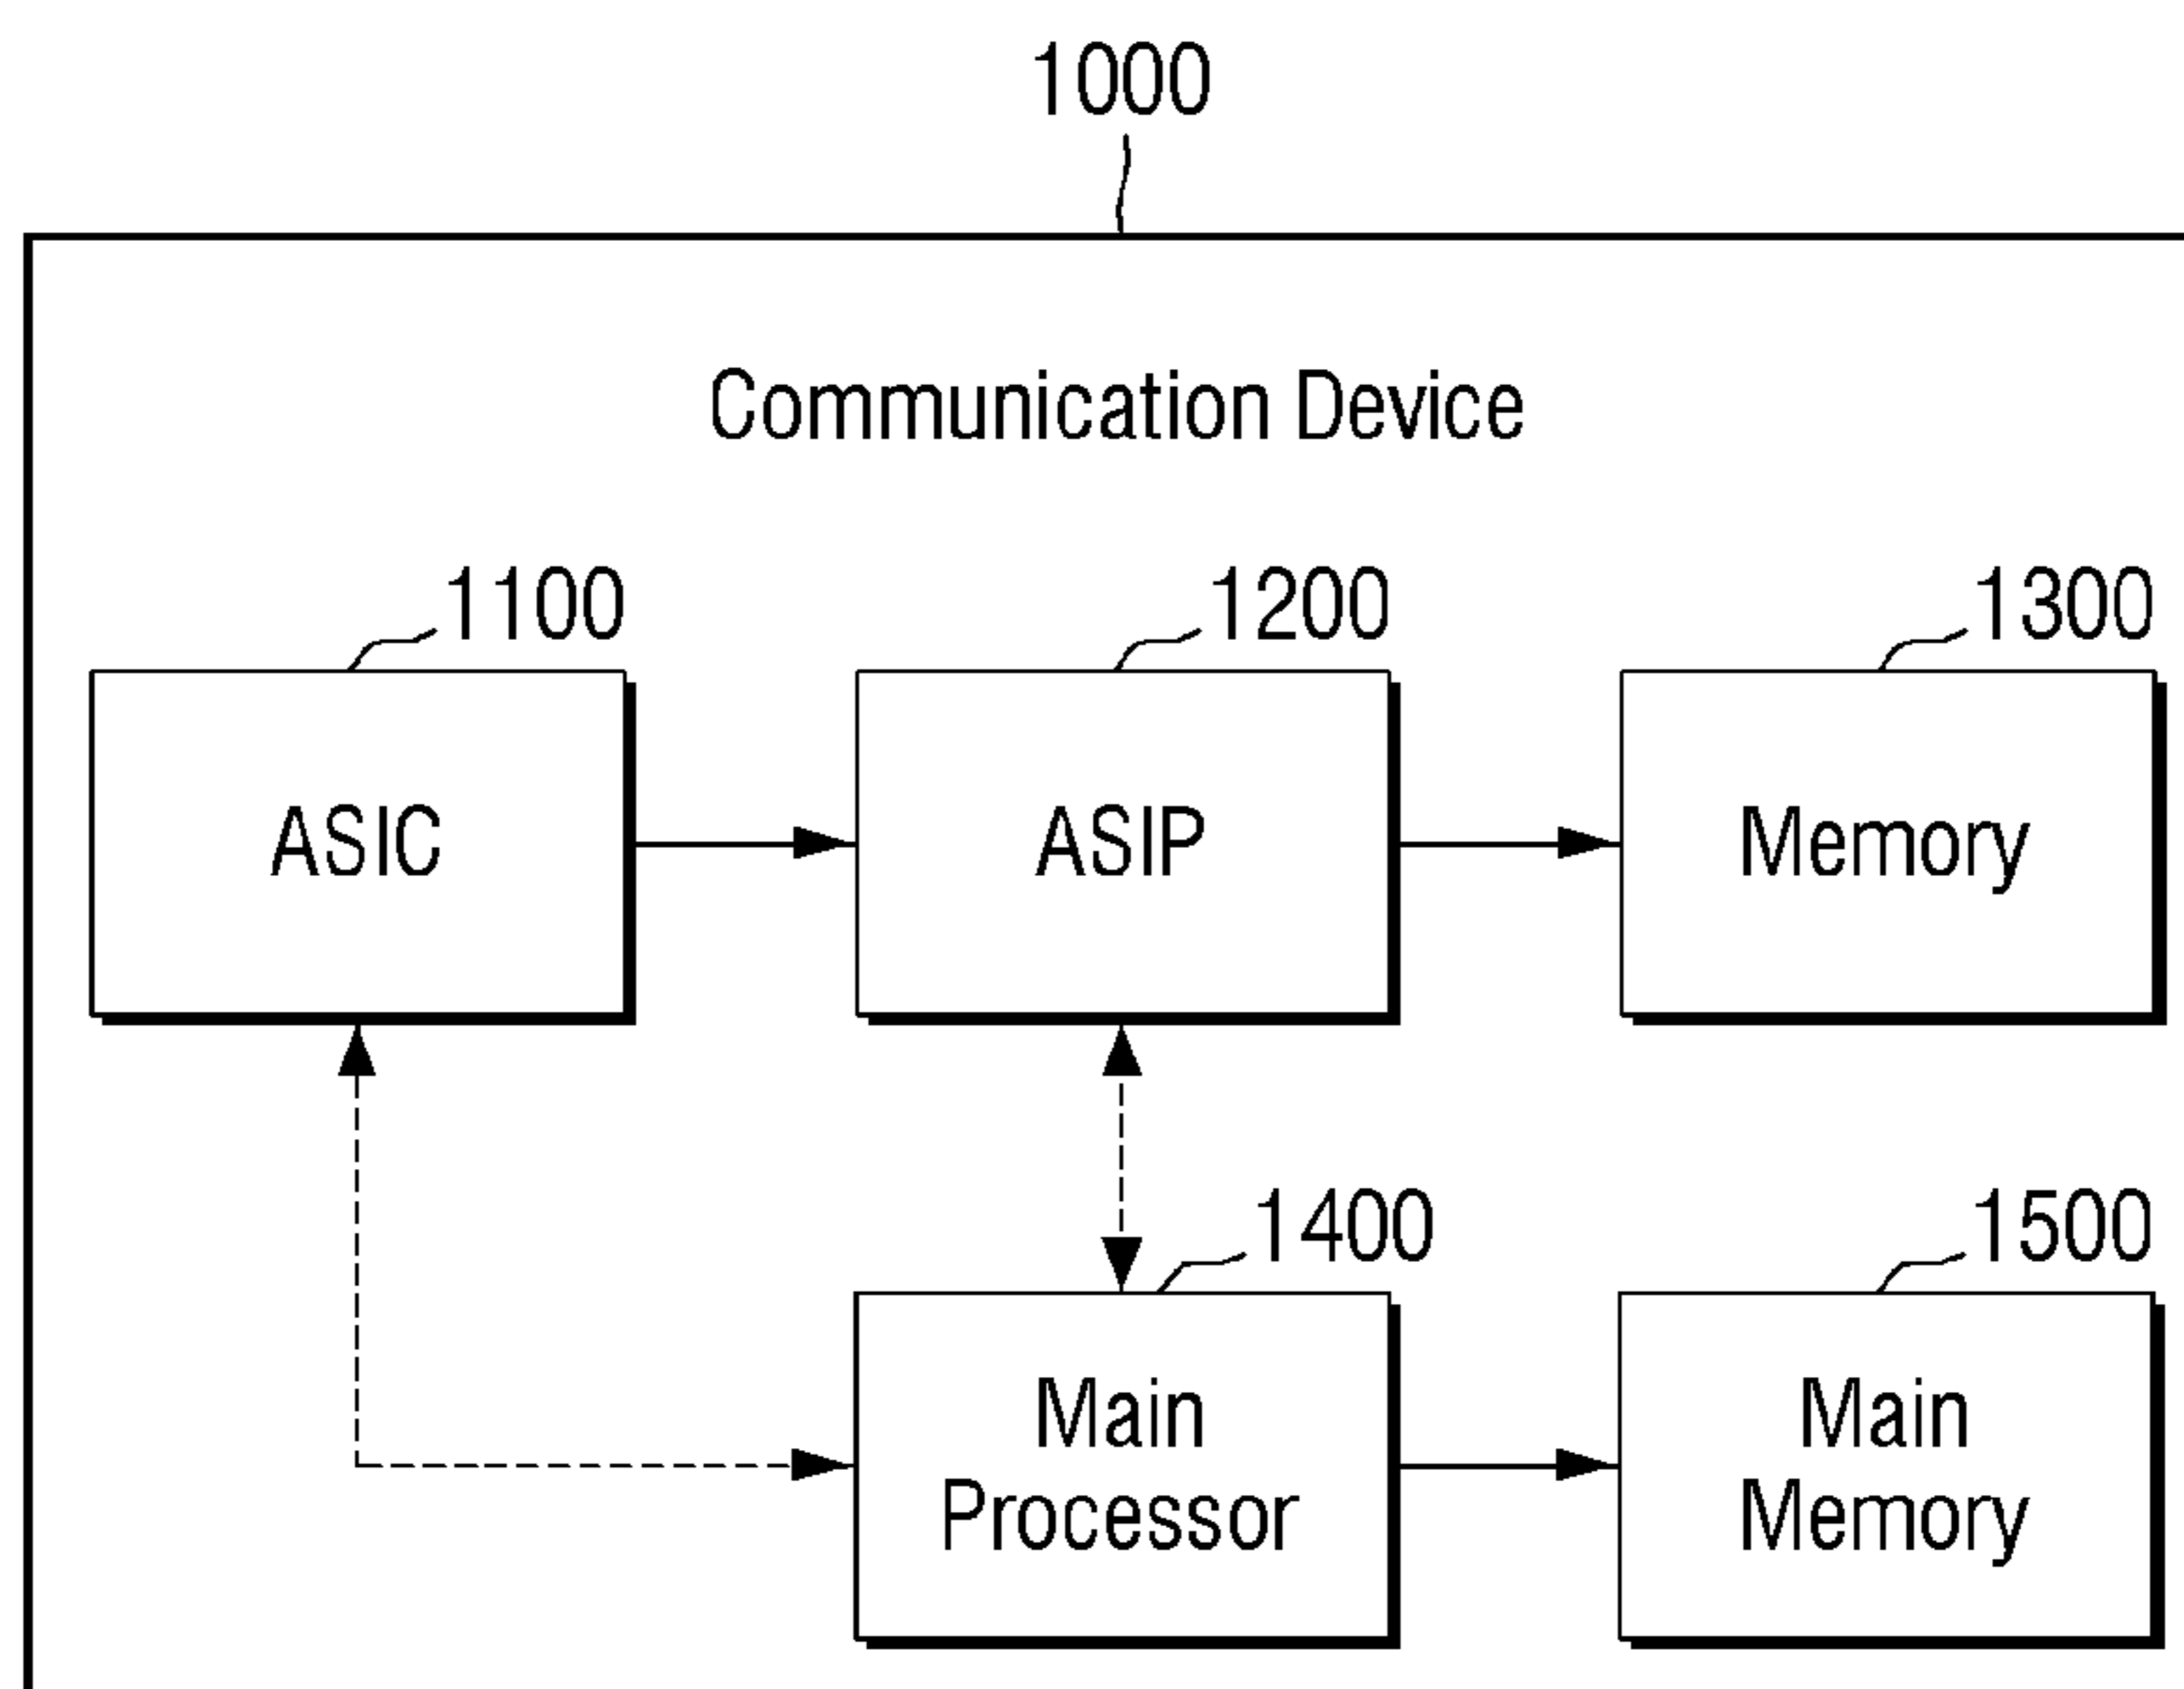 1000
Communication Device
1100
1200
1300
ASIC
ASIP
Memory
1400
1500
Main
Processor
Main
Memory